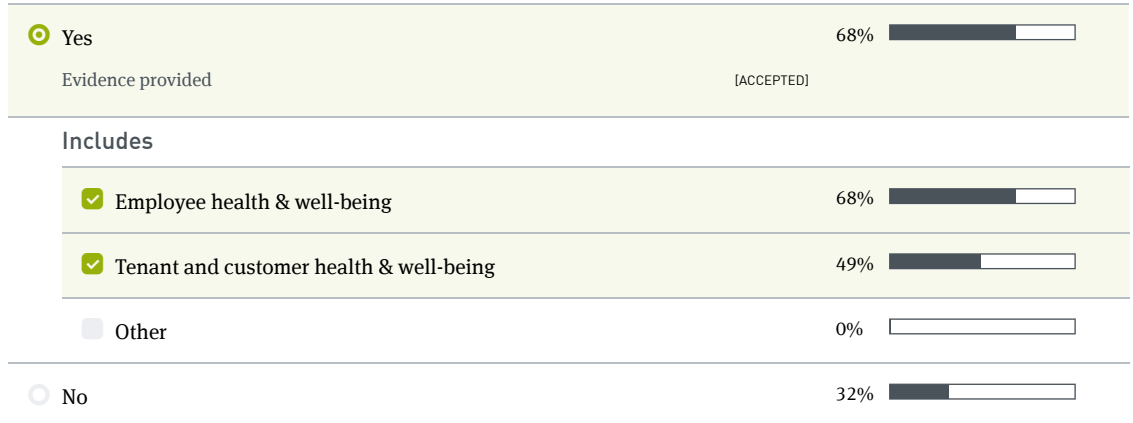 Yes 68%
Evidence provided [ACCEPTED]
Includes
Employee health & well-being 68%
Tenant and customer health & well-being 49%
Other 0%
No 32%